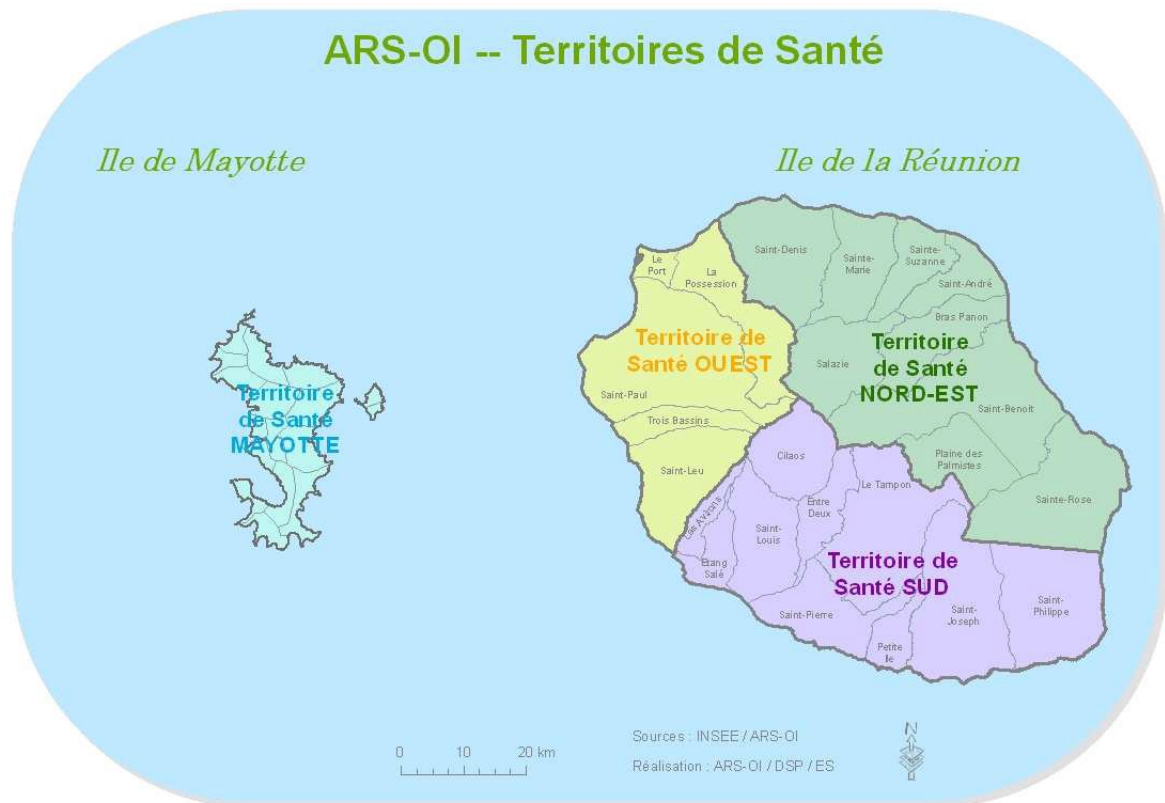 ARS-OI -- Territoires de Santé
Ile de Mayotte
Ile de la Réunion
Territoire
de Santé
MAYOTTE
Le
Port
La
Possession
Territoire de
Santé OUEST
Saint-Paul
Trois Bassins
Saint-Leu
Saint-Denis
Sainte-
Marie
Sainte-
Suzanne
Saint-André
Bras Panon
Salazie
Territoire
de Santé
NORD-EST
Saint-Benoit
Plaine des
Palmistes
Sainte-Rose
Cilaos
Le Tampon
Entre
Deux
Les Avirons
Saint-
Louis
Etang
Salé
Territoire de
Santé SUD
Saint-Pierre
Petite
Ile
Saint-
Joseph
Saint-
Philippe
0 10 20 km
Sources : INSEE / ARS-OI
Réalisation : ARS-OI / DSP / ES
N